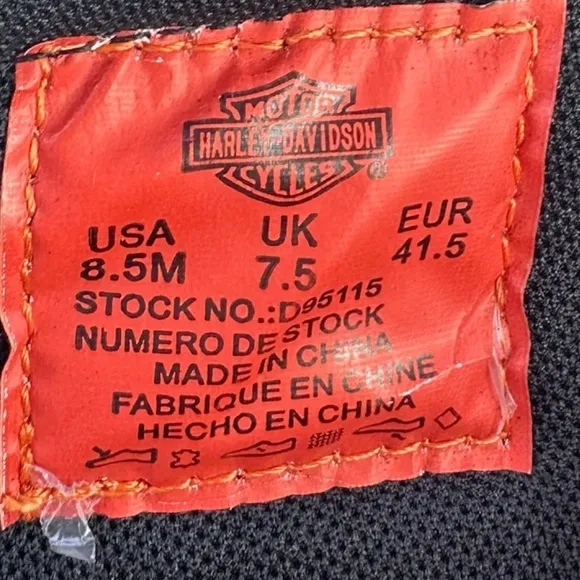 MOTOR
HARLEY-DAVIDSON
CYCLES®
USA UK EUR
8.5M 7.5 41.5
STOCK NO.:D95115
NUMERO DE STOCK
MADE IN CHINA
FABRIQUE EN CHINE
HECHO EN CHINA